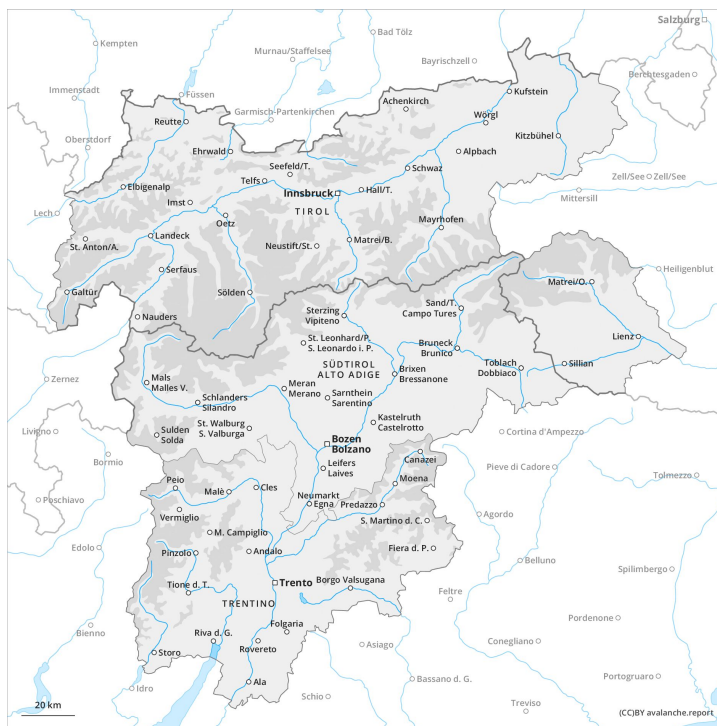 Salzburg
Kempten
Bad Tölz
Murnau/Staffelsee
Bayrischzell
Berchtesgaden
Immenstadt
Füssen
Kufstein
Achenkirch
Garmisch-Partenkirchen
Reutte
Wörgl
Kitzbühel
Oberstdorf
Ehrwald
Alpbach
Seefeld/T.
Schwaz
Telfs
Zell/See
Zell/See
Elbigenalp
Innsbruck
Hall/T.
Mittersill
Imst
TIROL
Lech
Oetz
Mayrhofen
Landeck
St. Anton/A.
Neustift/St.
Matrei/B.
Serfaus
Heiligenblut
Galtür
Sölden
Matrei/O.
Sand/T.
Campo Tures
Nauders
Sterzing
Vipiteno
St. Leonhard/P.
S. Leonardo i. P.
Lienz
Bruneck
Brunico
SÜDTIROL
ALTO ADIGE
Toblach
Dobbiaco
Sillian
Brixen
Bressanone
Zernez
Mals
Malles V.
Meran
Merano
Schlanders
Silandro
Sarnthein
Sarentino
Kastelruth
Castelrotto
St. Walburg
S. Valburga
Livigno
Sulden
Solda
Cortina d'Ampezzo
Bozen
Bolzano
Bormio
Canazei
Leifers
Laives
Pieve di Cadore
Tolmezzo
Peio
Moena
Malè
Cles
Neumarkt
Egna
Poschiavo
Predazzo
Vermiglio
Agordo
S. Martino d. C.
M. Campiglio
Edolo
Pinzolo
Andalo
Fiera d. P.
Belluno
Spilimbergo
Trento
Borgo Valsugana
Tione d. T.
Feltre
TRENTINO
Pordenone
Bienno
Folgaria
Riva d. G.
Rovereto
Asiago
Conegliano
Storo
Portogruaro
Ala
Bassano d. G.
Idro
Schio
Treviso
20 km
(CC)BY avalanche.report